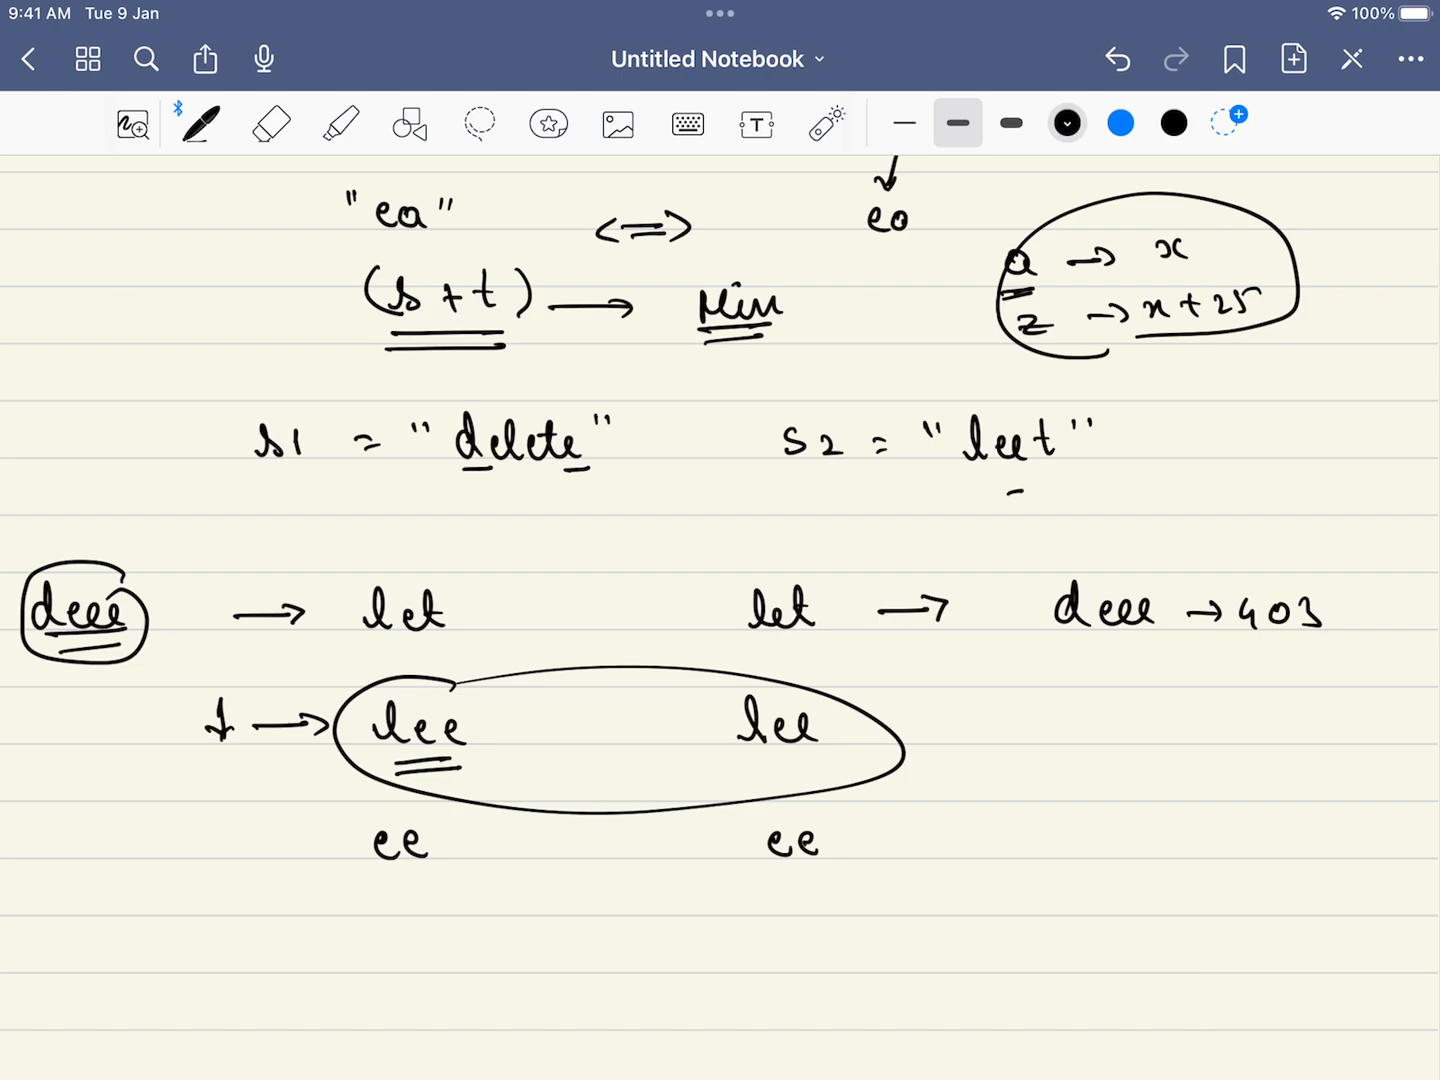 9:41 AM Tue 9 Jan
100%
Untitled Notebook
T
"ea" <=> ea
a → x
(s + t) → Min
z → x + 25
s1 = "delete" s2 = "leet"
deee → let let → deee → 403
t → lee lee
ee ee